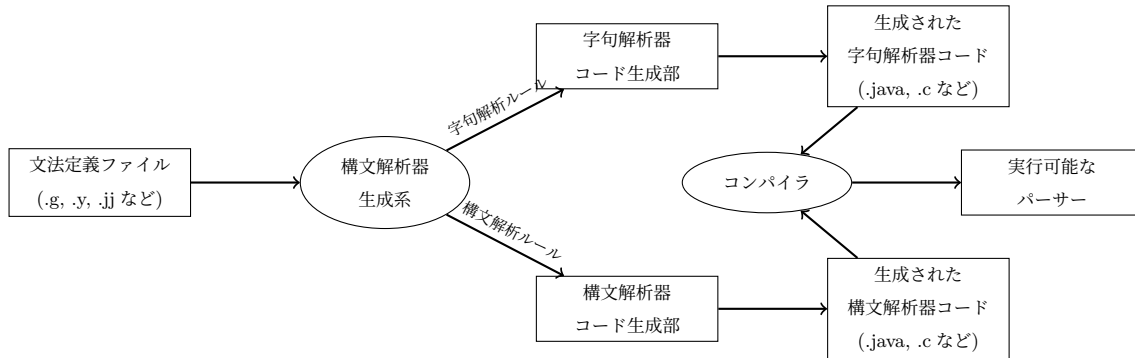 文法定義ファイル
(.g, .y, .jj など)
構文解析器
生成系
字句解析ルール
構文解析ルール
字句解析器
コード生成部
構文解析器
コード生成部
生成された
字句解析器コード
(.java, .c など)
コンパイラ
生成された
構文解析器コード
(.java, .c など)
実行可能な
パーサー